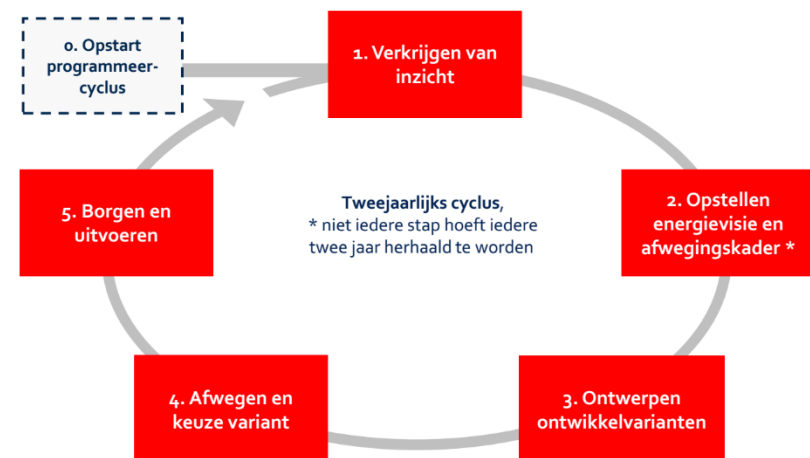 0. Opstart
programmeer-
cyclus
1. Verkrijgen van
inzicht
2. Opstellen
energievisie en
afwegingskader *
3. Ontwerpen
ontwikkelvarianten
4. Afwegen en
keuze variant
5. Borgen en
uitvoeren
Tweejaarlijks cyclus,
* niet iedere stap hoeft iedere
twee jaar herhaald te worden